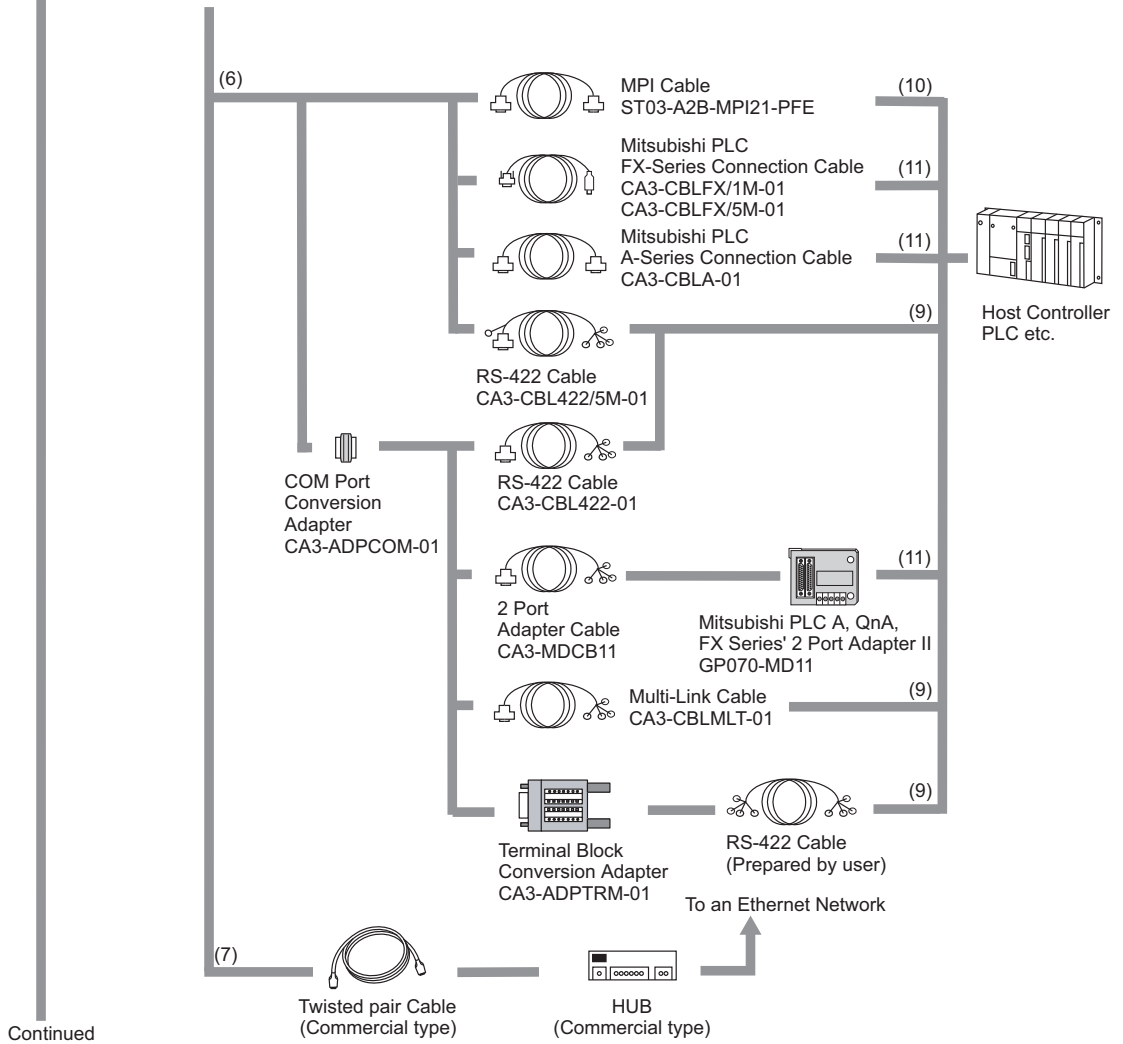 (6)
MPI Cable
ST03-A2B-MPI21-PFE
(10)
Mitsubishi PLC
FX-Series Connection Cable
CA3-CBLFX/1M-01
CA3-CBLFX/5M-01
(11)
Mitsubishi PLC
A-Series Connection Cable
CA3-CBLA-01
(11)
Host Controller
PLC etc.
(9)
RS-422 Cable
CA3-CBL422/5M-01
COM Port
Conversion
Adapter
CA3-ADPCOM-01
RS-422 Cable
CA3-CBL422-01
2 Port
Adapter Cable
CA3-MDCB11
(11)
Mitsubishi PLC A, QnA,
FX Series' 2 Port Adapter II
GP070-MD11
Multi-Link Cable
CA3-CBLMLT-01
(9)
Terminal Block
Conversion Adapter
CA3-ADPTRM-01
(9)
RS-422 Cable
(Prepared by user)
To an Ethernet Network
(7)
Twisted pair Cable
(Commercial type)
HUB
(Commercial type)
Continued